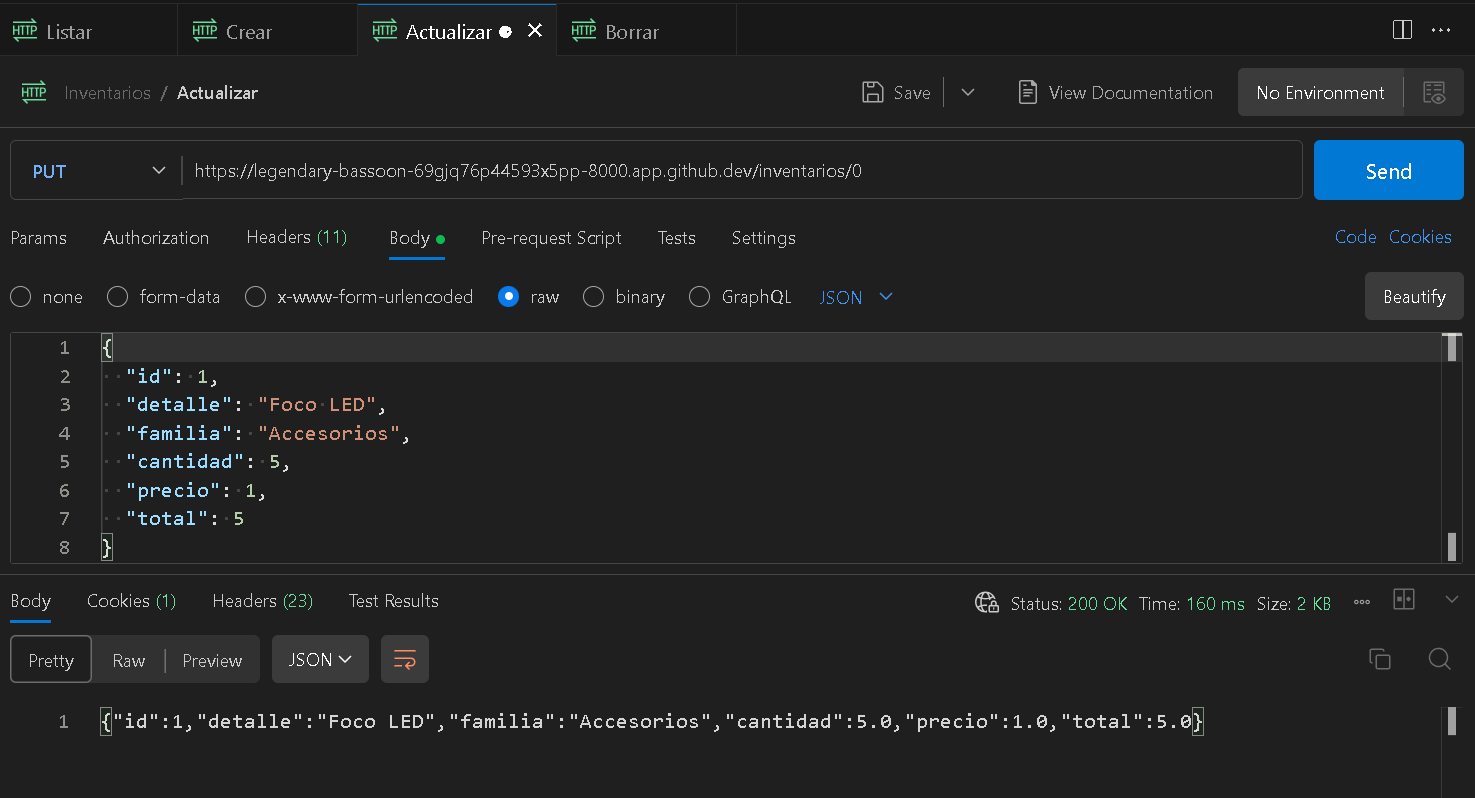 HTTP Listar HTTP Crear HTTP Actualizar HTTP Borrar
HTTP Inventarios / Actualizar Save View Documentation No Environment
PUT https://legendary-bassoon-69gjq76p44593x5pp-8000.app.github.dev/inventarios/0 Send
Params Authorization Headers (11) Body Pre-request Script Tests Settings Code Cookies
none form-data x-www-form-urlencoded raw binary GraphQL JSON Beautify
1 {
2 "id": 1,
3 "detalle": "Foco LED",
4 "familia": "Accesorios",
5 "cantidad": 5,
6 "precio": 1,
7 "total": 5
8 }
Body Cookies (1) Headers (23) Test Results Status: 200 OK Time: 160 ms Size: 2 KB
Pretty Raw Preview JSON
1 {"id":1,"detalle":"Foco LED","familia":"Accesorios","cantidad":5.0,"precio":1.0,"total":5.0}